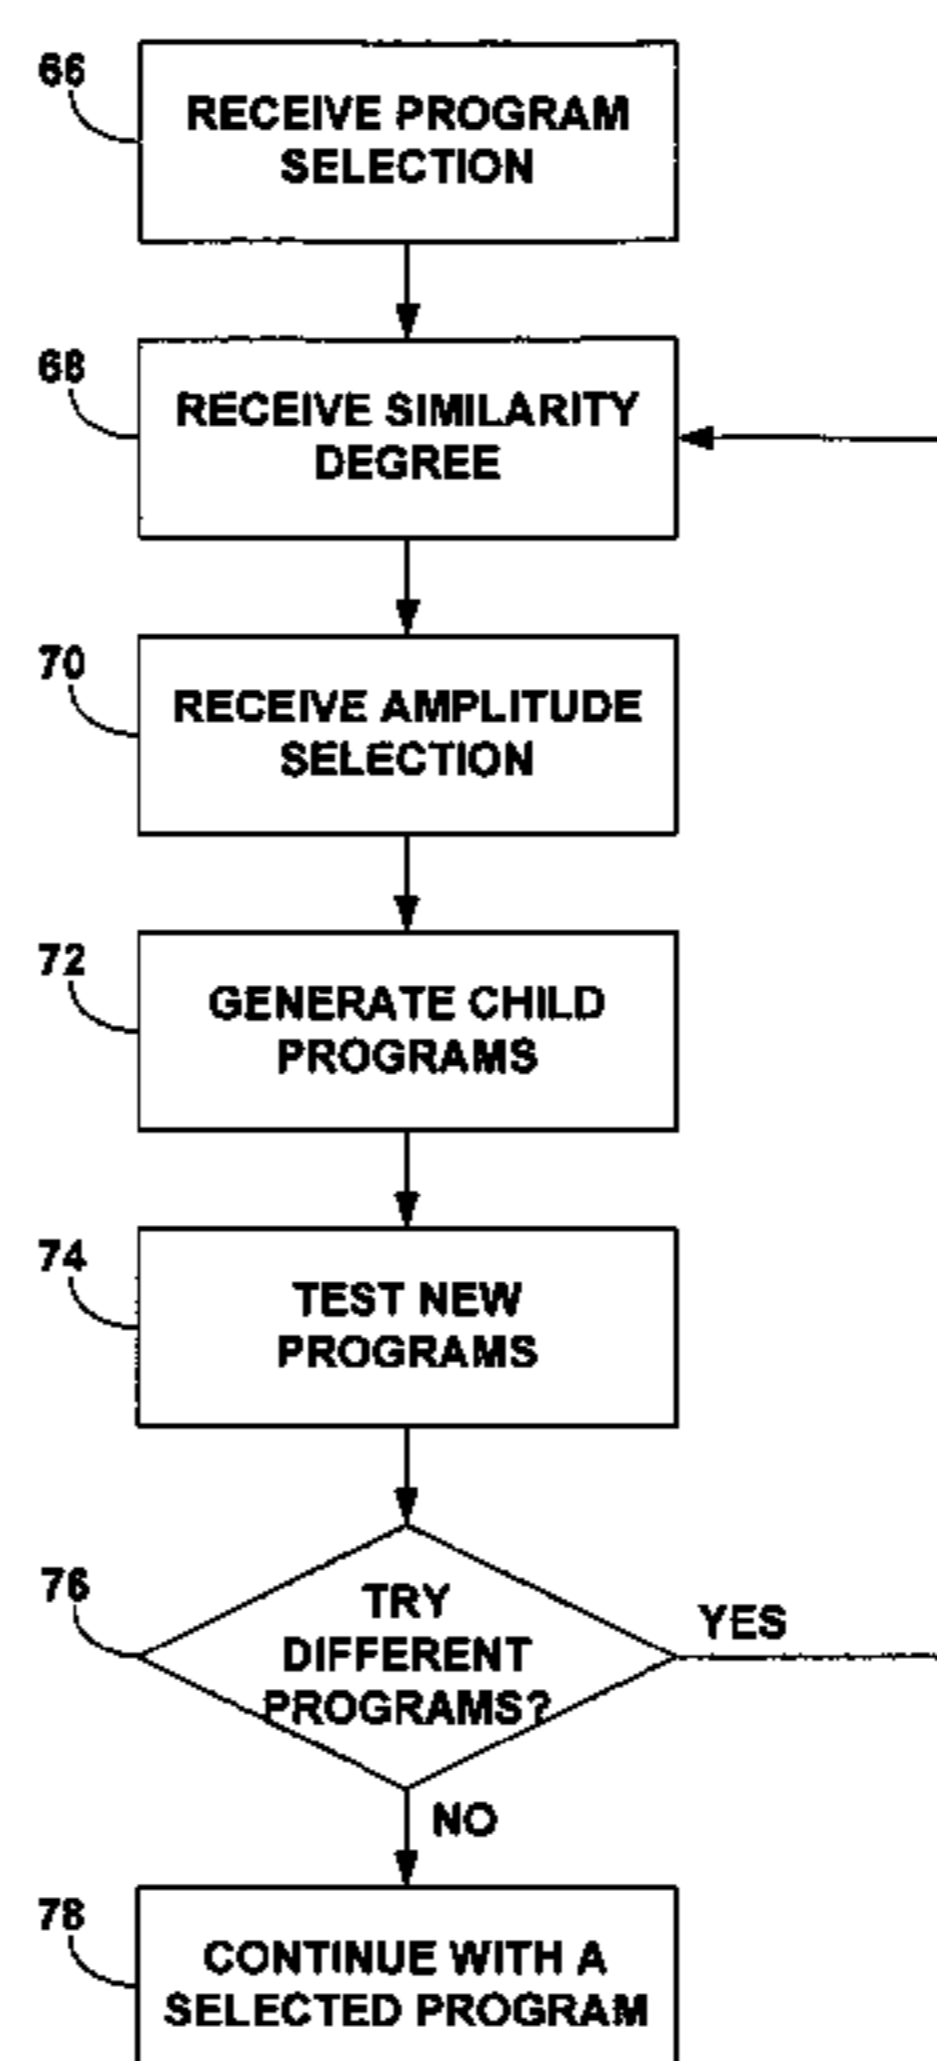 66
RECEIVE PROGRAM
SELECTION
68
RECEIVE SIMILARITY
DEGREE
70
RECEIVE AMPLITUDE
SELECTION
72
GENERATE CHILD
PROGRAMS
74
TEST NEW
PROGRAMS
76
TRY
DIFFERENT
PROGRAMS?
YES
NO
78
CONTINUE WITH A
SELECTED PROGRAM